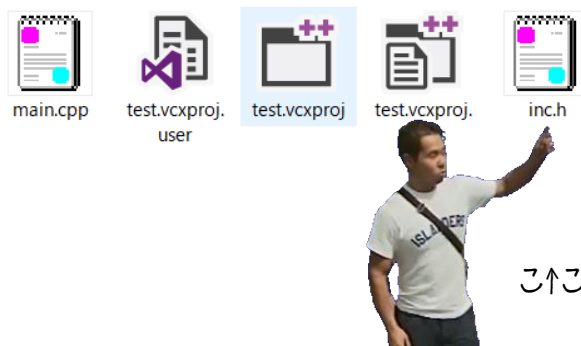 main.cpp
test.vcxproj.
user
test.vcxproj
test.vcxproj.
inc.h
ISLANDERS
こ↑こ